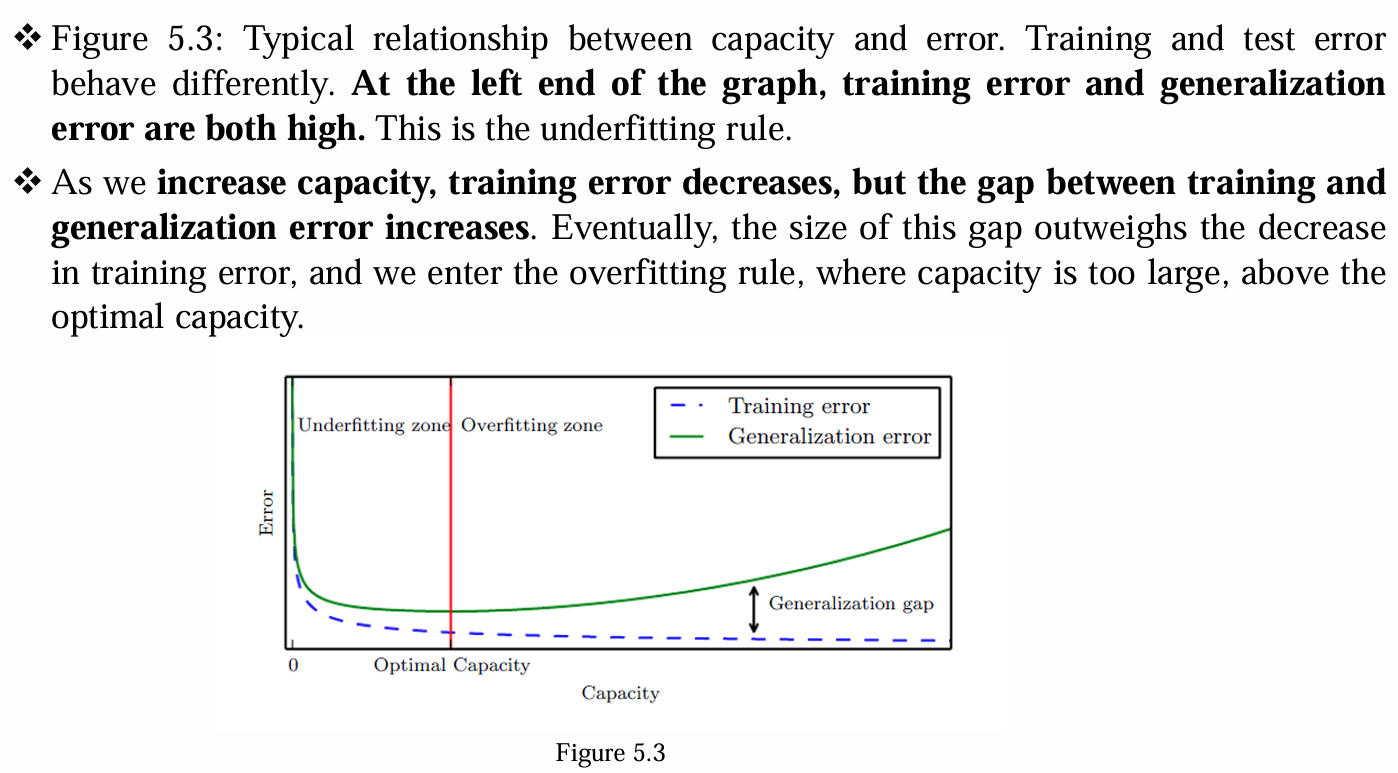 ❖ Figure 5.3: Typical relationship between capacity and error. Training and test error
behave differently. At the left end of the graph, training error and generalization
error are both high. This is the underfitting rule.
❖ As we increase capacity, training error decreases, but the gap between training and
generalization error increases. Eventually, the size of this gap outweighs the decrease
in training error, and we enter the overfitting rule, where capacity is too large, above the
optimal capacity.
Training error
Underfitting zone Overfitting zone
Generalization error
Error
Generalization gap
0
Optimal Capacity
Capacity
Figure 5.3